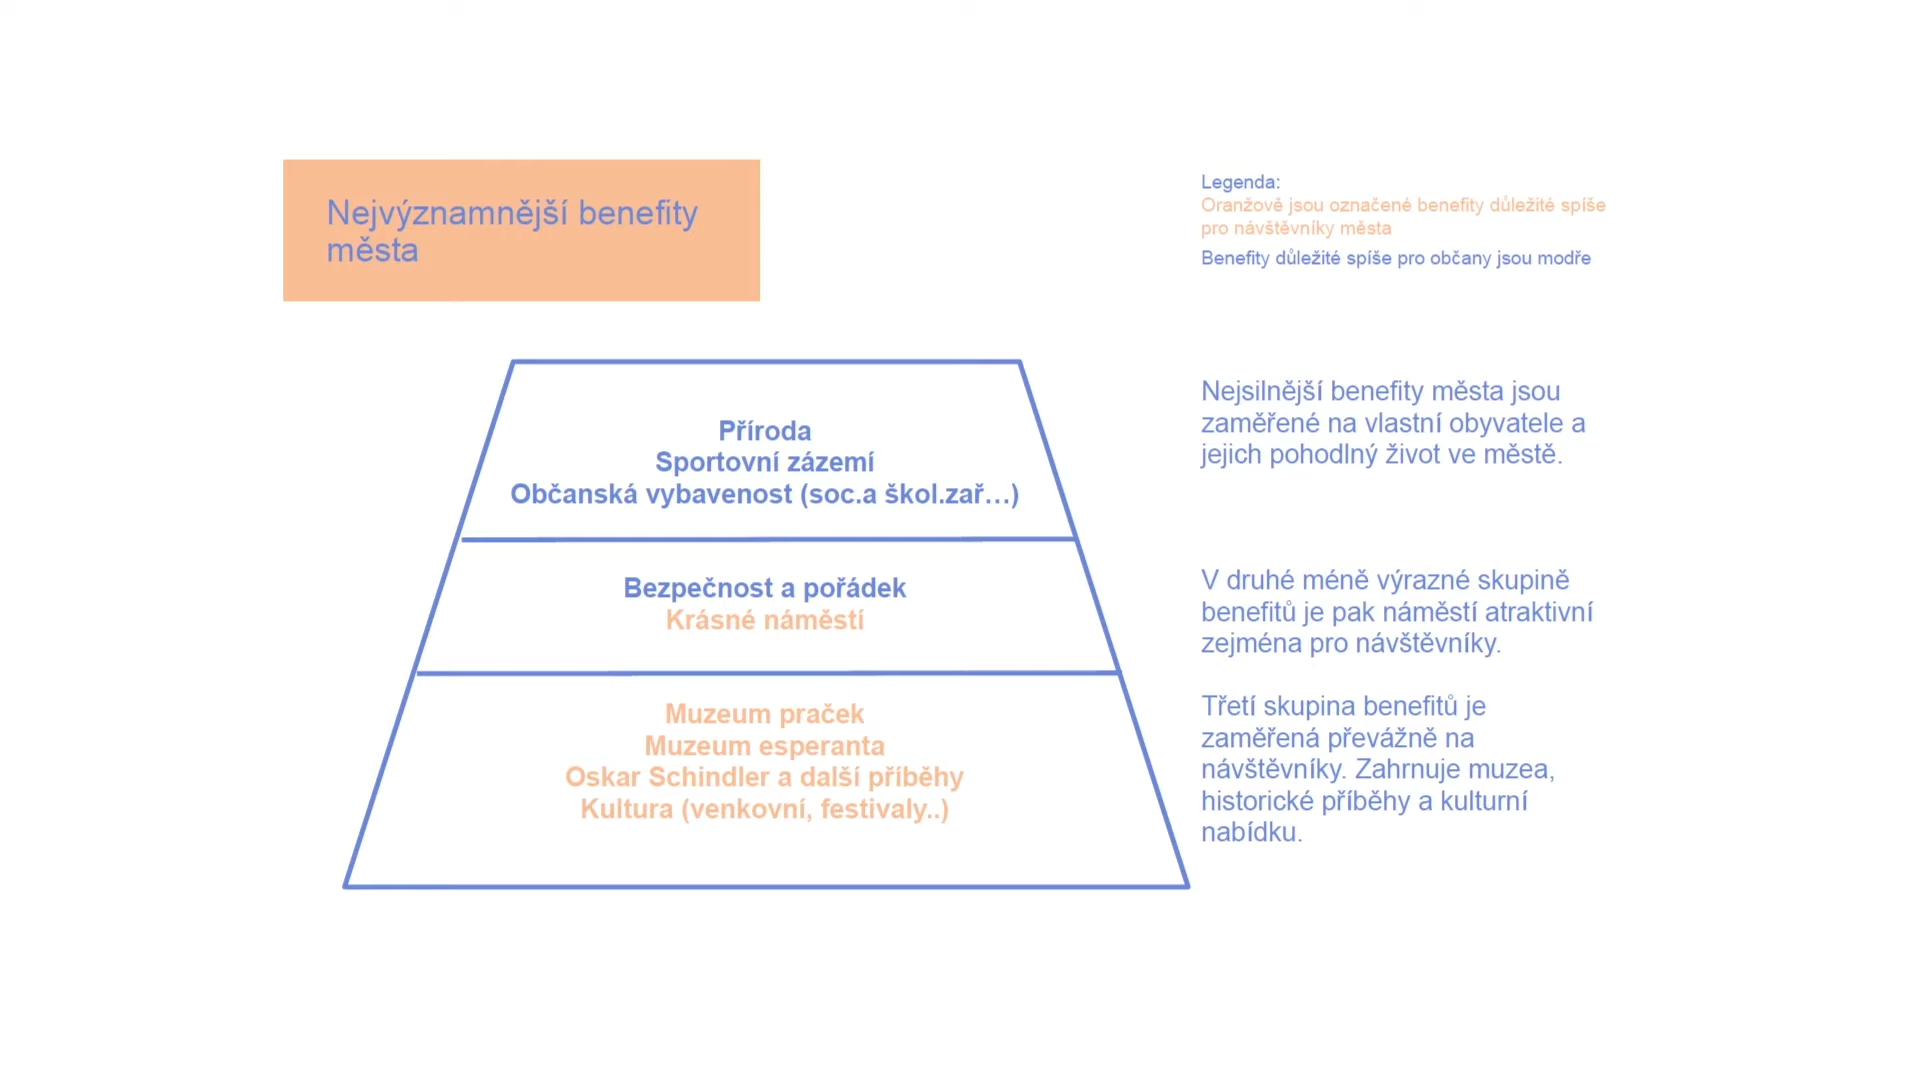 Nejvýznamnější benefity
města
Legenda:
Oranžově jsou označené benefity důležité spíše
pro návštěvníky města
Benefity důležité spíše pro občany jsou modře
Příroda
Sportovní zázemí
Občanská vybavenost (soc.a škol.zař…)
Nejsilnější benefity města jsou
zaměřené na vlastní obyvatele a
jejich pohodlný život ve městě.
Bezpečnost a pořádek
Krásné náměstí
V druhé méně výrazné skupině
benefitů je pak náměstí atraktivní
zejména pro návštěvníky.
Muzeum praček
Muzeum esperanta
Oskar Schindler a další příběhy
Kultura (venkovní, festivaly..)
Třetí skupina benefitů je
zaměřená převážně na
návštěvníky. Zahrnuje muzea,
historické příběhy a kulturní
nabídku.